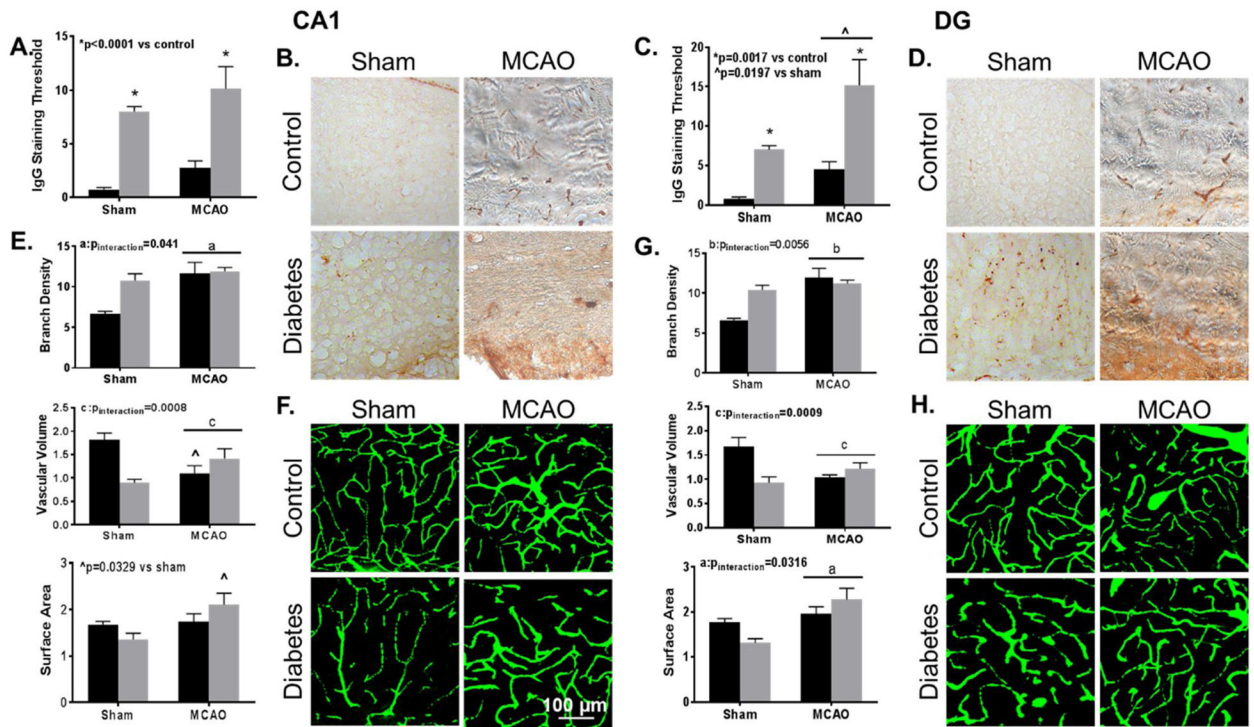 CA1
DG
A.
*p<0.0001 vs control
IgG Staining Threshold
15
10
5
0
*
*
Sham MCAO
B.
Sham MCAO
Control
Diabetes
C.
*p=0.0017 vs control
^p=0.0197 vs sham
IgG Staining Threshold
20
15
10
5
0
^
*
*
Sham MCAO
D.
Sham MCAO
Control
Diabetes
E.
a:pinteraction=0.041
a
Branch Density
15
10
5
0
Sham MCAO
c:pinteraction=0.0008
c
^
Vascular Volume
2.5
2.0
1.5
1.0
0.5
0.0
Sham MCAO
^p=0.0329 vs sham
^
Surface Area
3
2
1
0
Sham MCAO
F.
Sham MCAO
Control
Diabetes
100 µm
G.
b:pinteraction=0.0056
b
Branch Density
15
10
5
0
Sham MCAO
c:pinteraction=0.0009
c
Vascular Volume
2.5
2.0
1.5
1.0
0.5
0.0
Sham MCAO
a:pinteraction=0.0316
a
Surface Area
3
2
1
0
Sham MCAO
H.
Sham MCAO
Control
Diabetes